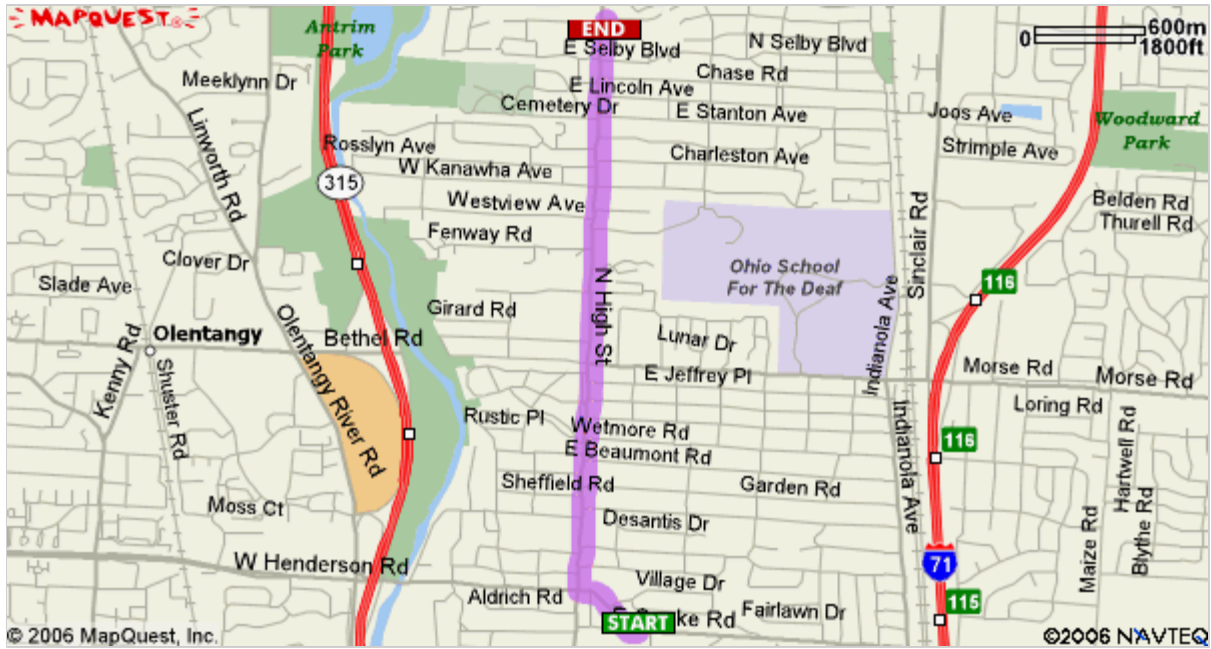 MAPQUEST
END
Antrim
Park
E Selby Blvd
N Selby Blvd
600m
0
1800ft
Meeklynn Dr
Chase Rd
E Lincoln Ave
Cemetery Dr
E Stanton Ave
Joos Ave
Woodward
Park
Linworth Rd
Rosslyn Ave
Strimple Ave
W Kanawha Ave
Charleston Ave
315
Westview Ave
Belden Rd
Thurell Rd
Fenway Rd
Sinclair Rd
Clover Dr
Ohio School
For The Deaf
Slade Ave
116
N High St
Girard Rd
Indianola Ave
Olentangy
Bethel Rd
Lunar Dr
Kenny Rd
Shuster Rd
Olentangy River Rd
E Jeffrey Pl
Morse Rd
Morse Rd
Loring Rd
Rustic Pl
Wetmore Rd
Indianola Ave
116
E Beaumont Rd
Hartwell Rd
Sheffield Rd
Garden Rd
Moss Ct
Desantis Dr
Maize Rd
Blythe Rd
W Henderson Rd
71
Village Dr
Aldrich Rd
115
Fairlawn Dr
START
ke Rd
© 2006 MapQuest, Inc.
©2006 NAVTEQ